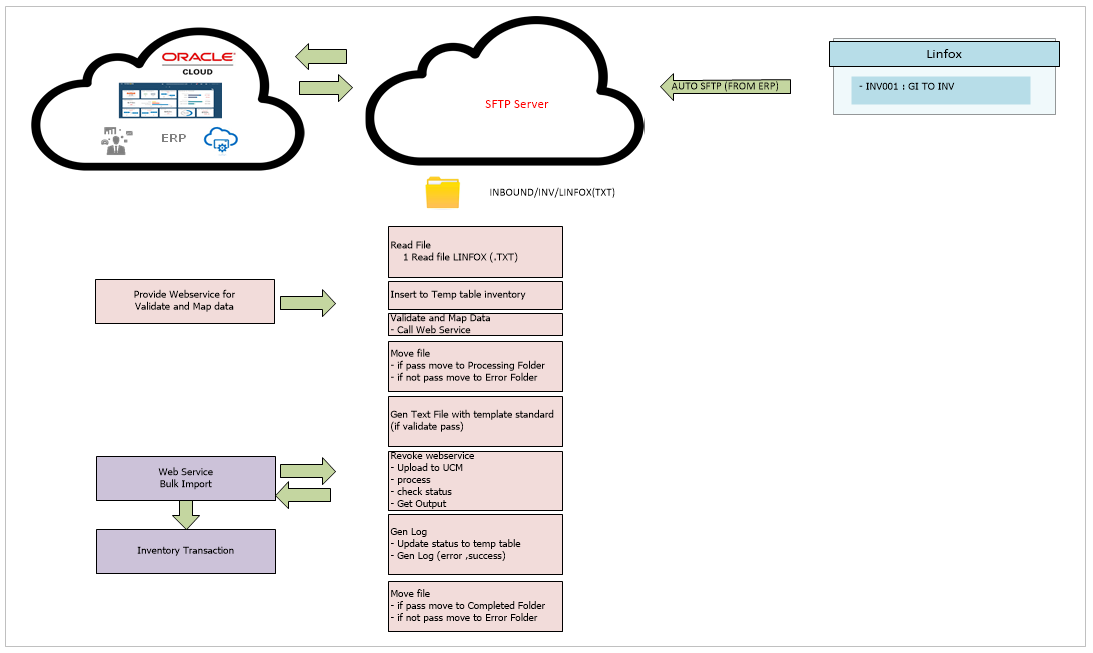 ORACLE
CLOUD
ERP
SFTP Server
AUTO SFTP (FROM ERP)
Linfox
- INV001 : GI TO INV
INBOUND/INV/LINFOX(TXT)
Read File
1 Read file LINFOX (.TXT)
Provide Webservice for
Validate and Map data
Insert to Temp table inventory
Validate and Map Data
- Call Web Service
Move file
- if pass move to Processing Folder
- if not pass move to Error Folder
Gen Text File with template standard
(if validate pass)
Web Service
Bulk Import
Revoke webservice
- Upload to UCM
- process
- check status
- Get Output
Inventory Transaction
Gen Log
- Update status to temp table
- Gen Log (error ,success)
Move file
- if pass move to Completed Folder
- if not pass move to Error Folder